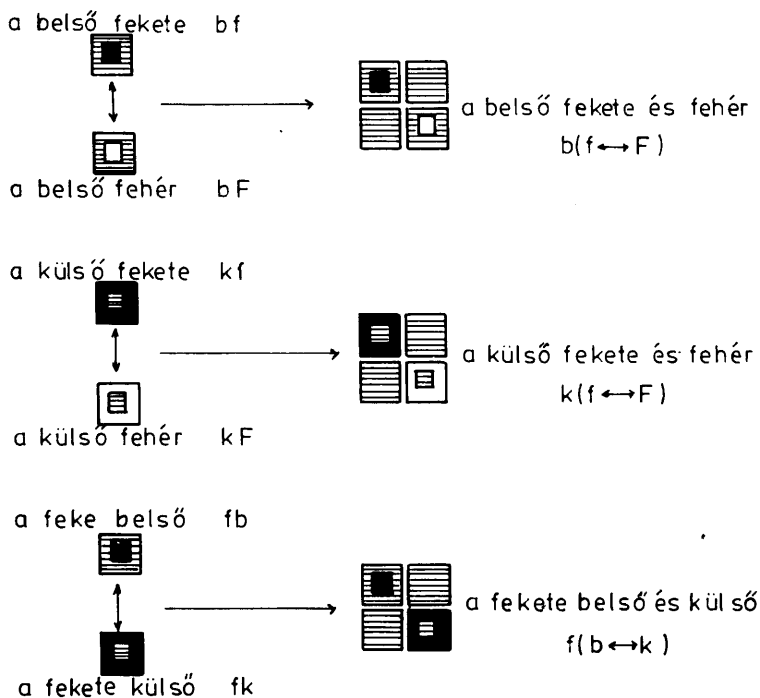 a belső fekete bf
a belső fekete és fehér
b(f↔F)
a belső fehér bF
a külső fekete kf
a külső fekete és fehér
k(f↔F)
a külső fehér kF
a feke belső fb
a fekete belső és külső
f(b↔k)
a fekete külső fk